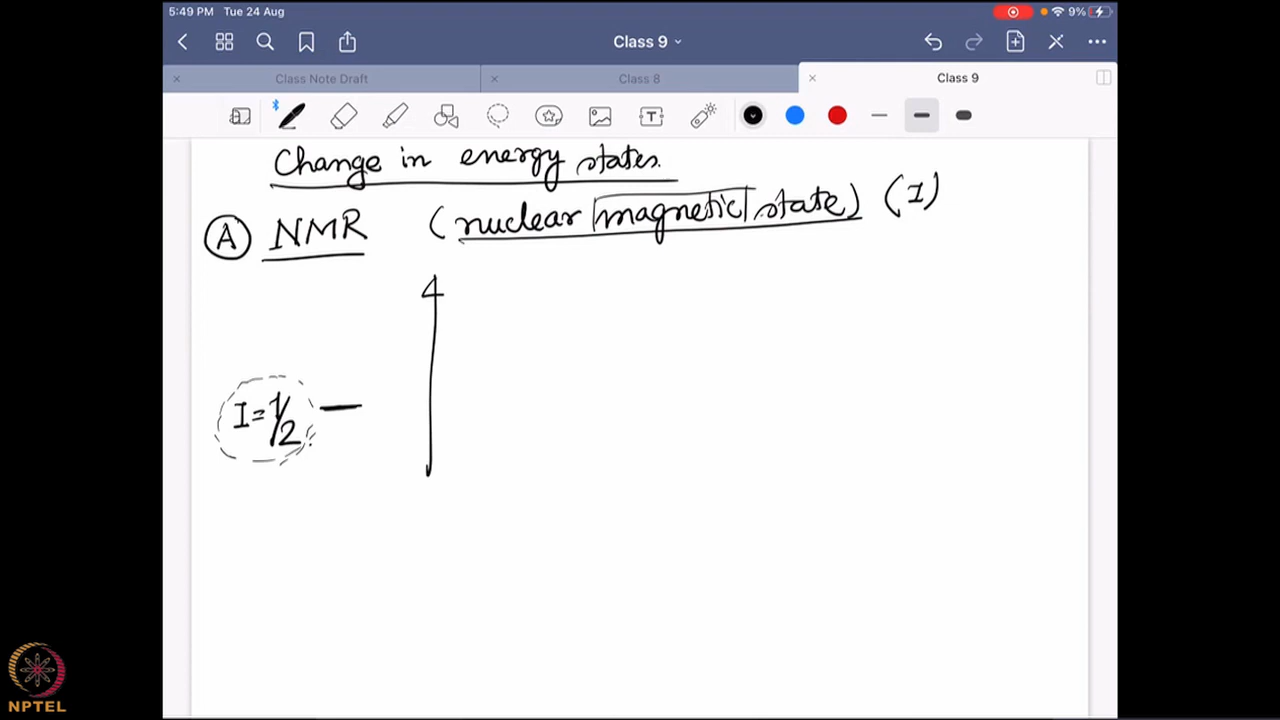 5:49 PM Tue 24 Aug 9%
Class 9
Class Note Draft Class 8 Class 9
T
Change in energy states.
A NMR (nuclear magnetic state) (I)
I=1/2
NPTEL